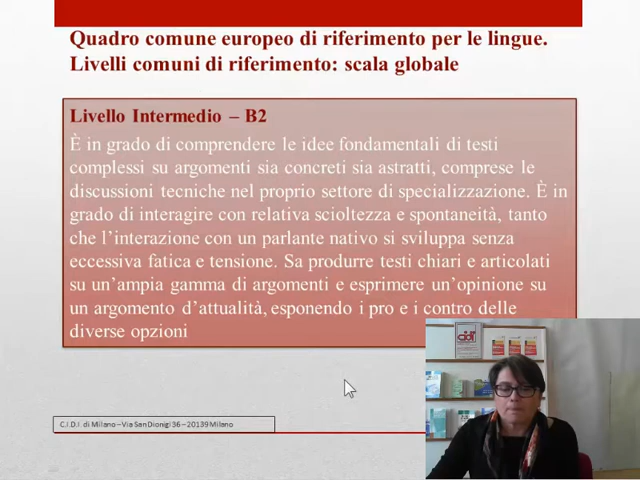 Quadro comune europeo di riferimento per le lingue.
Livelli comuni di riferimento: scala globale
Livello Intermedio – B2
È in grado di comprendere le idee fondamentali di testi
complessi su argomenti sia concreti sia astratti, comprese le
discussioni tecniche nel proprio settore di specializzazione. È in
grado di interagire con relativa scioltezza e spontaneità, tanto
che l’interazione con un parlante nativo si sviluppa senza
eccessiva fatica e tensione. Sa produrre testi chiari e articolati
su un’ampia gamma di argomenti e esprimere un’opinione su
un argomento d’attualità, esponendo i pro e i contro delle
diverse opzioni
cidi
C.I.D.I. di Milano – Via San Dionigi 36 – 20139 Milano